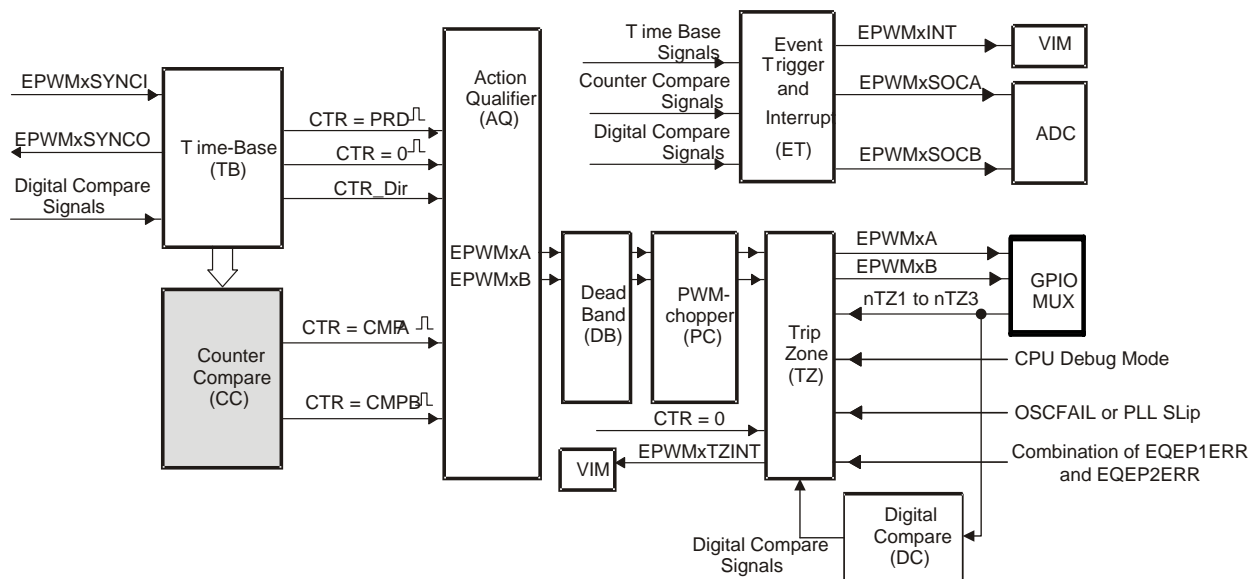 EPWMxSYNCI
EPWMxSYNCO
Digital Compare
Signals
Time-Base
(TB)
CTR = PRD
CTR = 0
CTR_Dir
Counter
Compare
(CC)
CTR = CMPA
CTR = CMPB
Action
Qualifier
(AQ)
EPWMxA
EPWMxB
Time Base
Signals
Counter Compare
Signals
Digital Compare
Signals
Event
Trigger
and
Interrupt
(ET)
EPWMxINT
EPWMxSOCA
EPWMxSOCB
VIM
ADC
Dead
Band
(DB)
PWM-
chopper
(PC)
Trip
Zone
(TZ)
EPWMxA
EPWMxB
nTZ1 to nTZ3
GPIO
MUX
CPU Debug Mode
OSCFAIL or PLL SLip
Combination of EQEP1ERR
and EQEP2ERR
CTR = 0
EPWMxTZINT
VIM
Digital Compare
Signals
Digital
Compare
(DC)